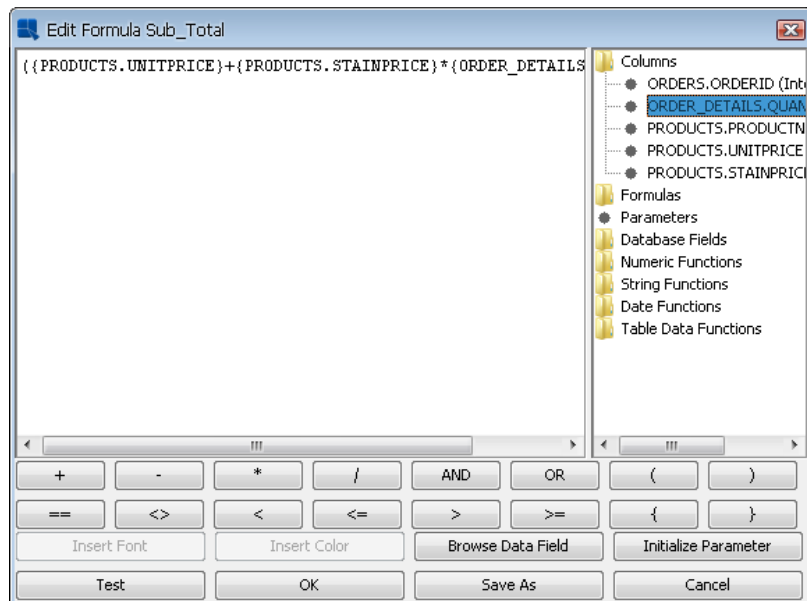 Edit Formula Sub_Total
({PRODUCTS.UNITPRICE}+{PRODUCTS.STAINPRICE}*{ORDER_DETAILS
Columns
ORDERS.ORDERID (Inte
ORDER_DETAILS.QUAN
PRODUCTS.PRODUCTN
PRODUCTS.UNITPRICE
PRODUCTS.STAINPRIC
Formulas
Parameters
Database Fields
Numeric Functions
String Functions
Date Functions
Table Data Functions
+ - * / AND OR ( )
== <> < <= > >= { }
Insert Font Insert Color Browse Data Field Initialize Parameter
Test OK Save As Cancel